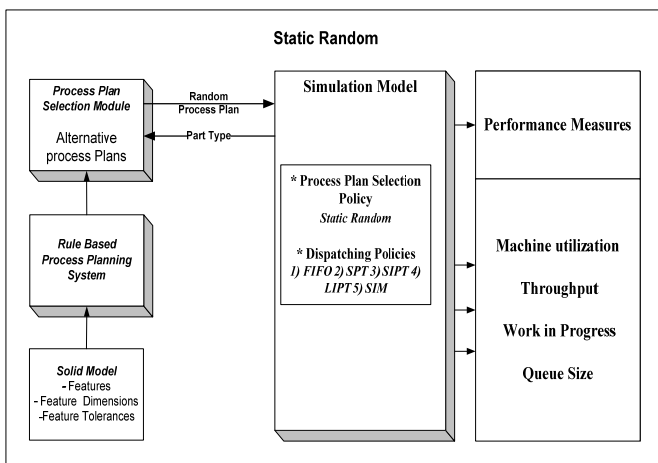 Static Random
Process Plan
Selection Module
Alternative
process Plans
Random
Process Plan
Part Type
Rule Based
Process Planning
System
Solid Model
- Features
- Feature Dimensions
-Feature Tolerances
Simulation Model
* Process Plan Selection
Policy
Static Random
* Dispatching Policies
1) FIFO 2) SPT 3) SIPT 4)
LIPT 5) SIM
Performance Measures
Machine utilization
Throughput
Work in Progress
Queue Size